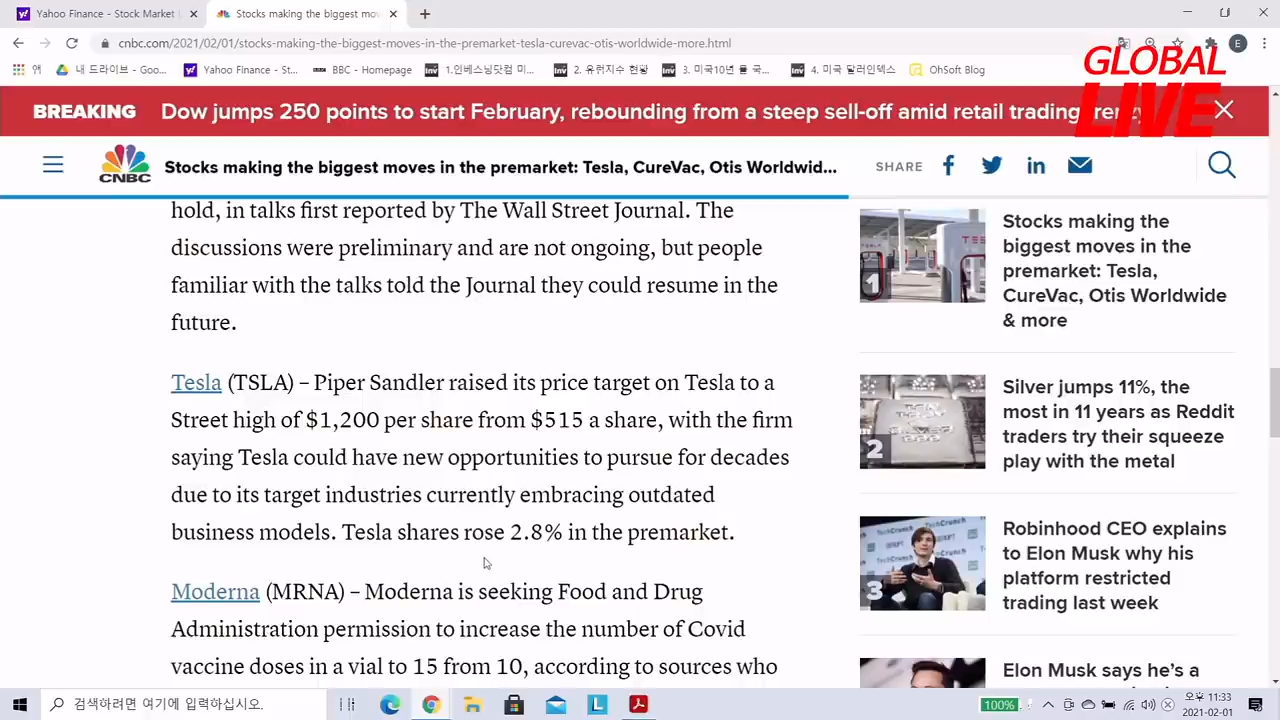 Yahoo Finance - Stock Market
Stocks making the biggest mov
cnbc.com/2021/02/01/stocks-making-the-biggest-moves-in-the-premarket-tesla-curevac-otis-worldwide-more.html
E
앱
내 드라이브 - Goo...
Yahoo Finance - St...
BBC - Homepage
1.인베스팅닷컴 미...
2. 유럽지수 현황
3. 미국10년 물 국...
4. 미국 달러인덱스
OhSoft Blog
GLOBAL
LIVE
BREAKING
Dow jumps 250 points to start February, rebounding from a steep sell-off amid retail trading frenzy
CNBC
Stocks making the biggest moves in the premarket: Tesla, CureVac, Otis Worldwid...
SHARE
hold, in talks first reported by The Wall Street Journal. The
discussions were preliminary and are not ongoing, but people
familiar with the talks told the Journal they could resume in the
future.
Tesla (TSLA) – Piper Sandler raised its price target on Tesla to a
Street high of $1,200 per share from $515 a share, with the firm
saying Tesla could have new opportunities to pursue for decades
due to its target industries currently embracing outdated
business models. Tesla shares rose 2.8% in the premarket.
Moderna (MRNA) – Moderna is seeking Food and Drug
Administration permission to increase the number of Covid
vaccine doses in a vial to 15 from 10, according to sources who
1
Stocks making the
biggest moves in the
premarket: Tesla,
CureVac, Otis Worldwide
& more
2
Silver jumps 11%, the
most in 11 years as Reddit
traders try their squeeze
play with the metal
3
Robinhood CEO explains
to Elon Musk why his
platform restricted
trading last week
Elon Musk says he's a
검색하려면 여기에 입력하십시오.
100%
오후 11:33
2021-02-01